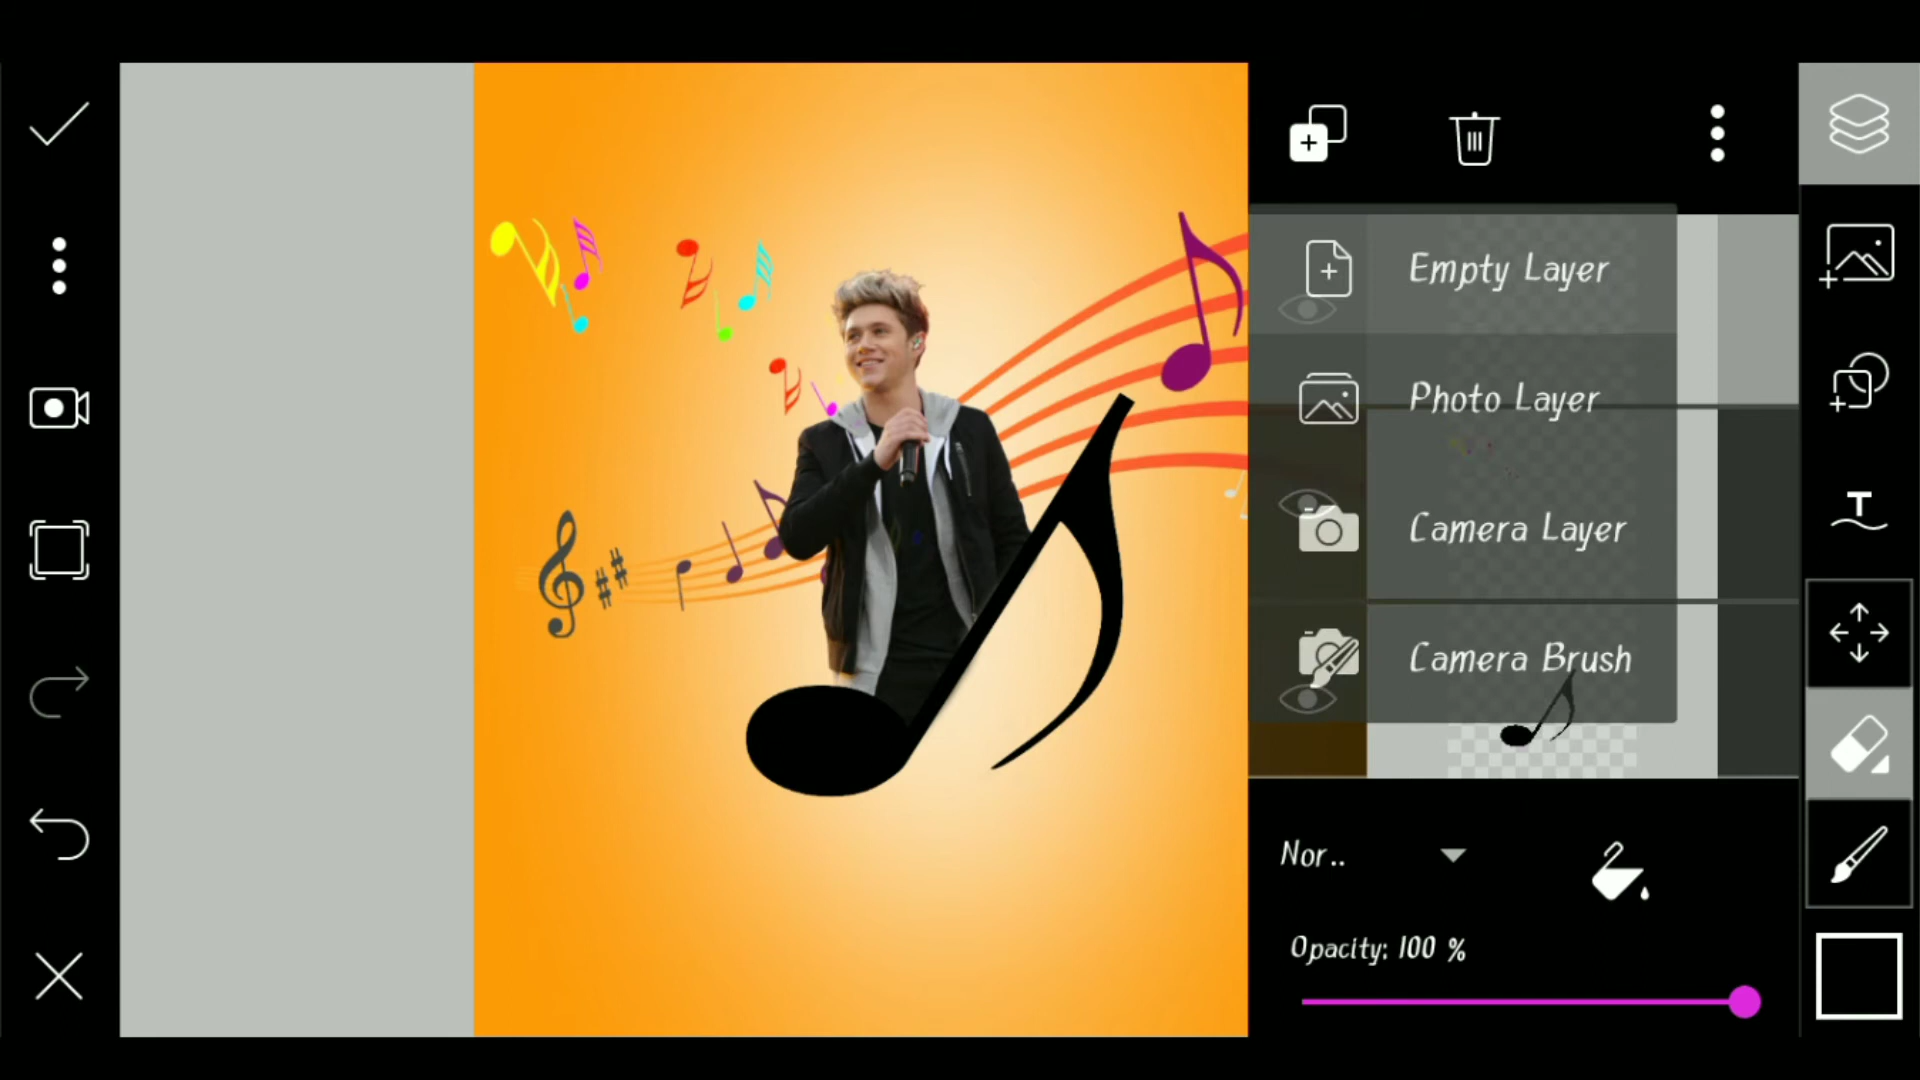 Empty Layer
Photo Layer
Camera Layer
Camera Brush
T
Nor..
Opacity: 100 %